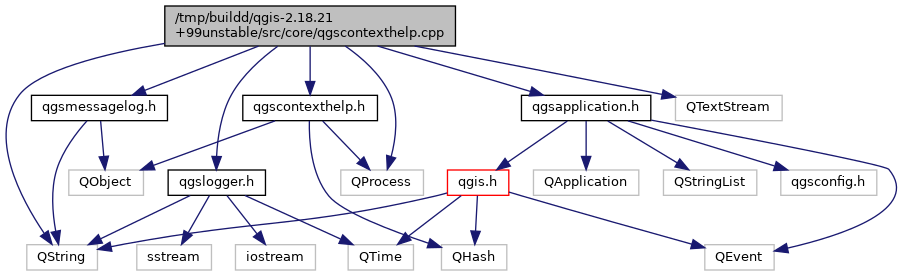 /tmp/buildd/qgis-2.18.21
+99unstable/src/core/qgscontexthelp.cpp
qgsmessagelog.h
qgscontexthelp.h
qgsapplication.h
QTextStream
QObject
qgslogger.h
QProcess
qgis.h
QApplication
QStringList
qgsconfig.h
QString
sstream
iostream
QTime
QHash
QEvent